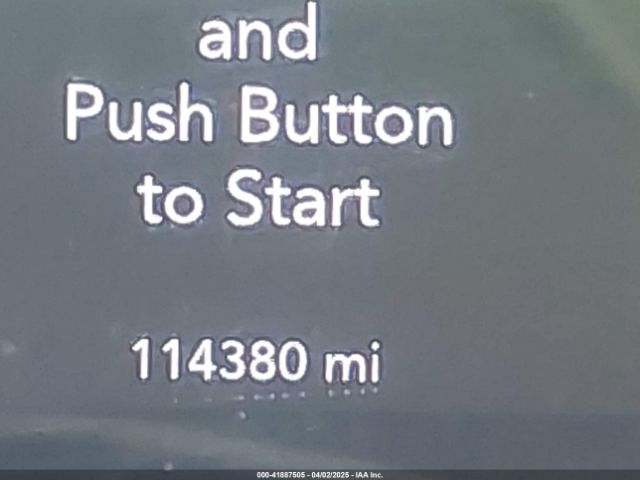 and
Push Button
to Start
114380 mi
000-41887505 - 04/02/2025 - IAA Inc.